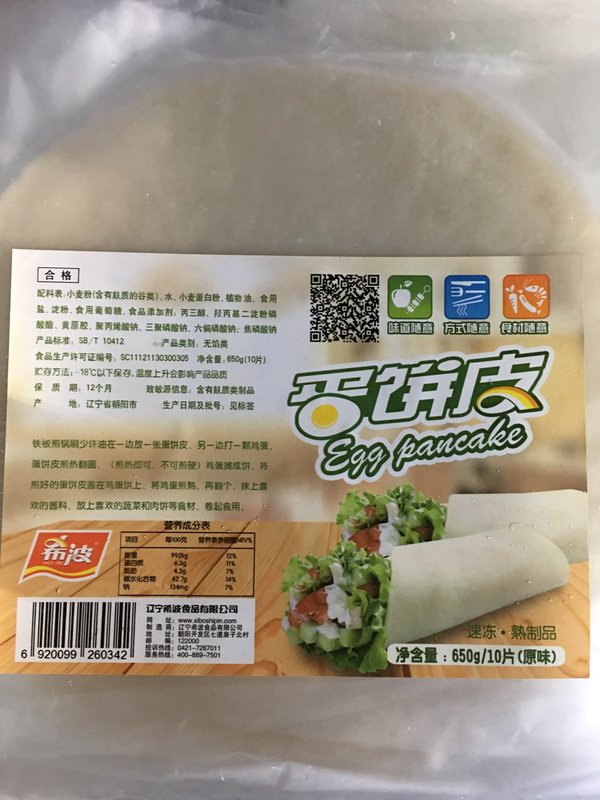 合格
配料表:小麦粉(含有麸质的谷类)、水、小麦蛋白粉、植物油、食用
盐、淀粉、食用葡萄糖、食品添加剂:丙三醇、羟丙基二淀粉磷
酸酯、黄原胶、聚丙烯酸钠、三聚磷酸钠、六偏磷酸钠、焦磷酸钠
产品标准:SB/T 10412 产品类别:无馅类
食品生产许可证编号:SC11121130300305 净含量:650g(10片)
贮存方法:-18℃以下保存,温度上升会影响产品品质
保质期:12个月 致敏源信息:含有麸质类制品
产地:辽宁省朝阳市 生产日期及批号:见标签
味道随意 方式随意 食材随意
蛋饼皮
Egg pancake
铁板煎锅刷少许油在一边放一张蛋饼皮、另一边打一颗鸡蛋,
蛋饼皮煎热翻面、(煎热即可、不可煎硬)鸡蛋摊成饼、将
煎好的蛋饼皮盖在鸡蛋饼上、将鸡蛋煎熟、再翻个、抹上喜
欢的酱料、放上喜欢的蔬菜和肉饼等食材、卷起食用。
营养成分表
项目 每100克 营养素参考值NRV%
能量 992kg 12%
蛋白质 6.3g 11%
脂肪 4.3g 7%
碳水化合物 42.7g 14%
钠 134mg 7%
希波
辽宁希波食品有限公司
网址:www.xiboshipin.com
制造商:辽宁希波食品有限公司
地址:朝阳开发区七道泉子北村
邮编:122000
投诉热线:0421-7267011
服务热线:400-889-7501
6 920099 260342
速冻·熟制品
净含量:650g/10片(原味)